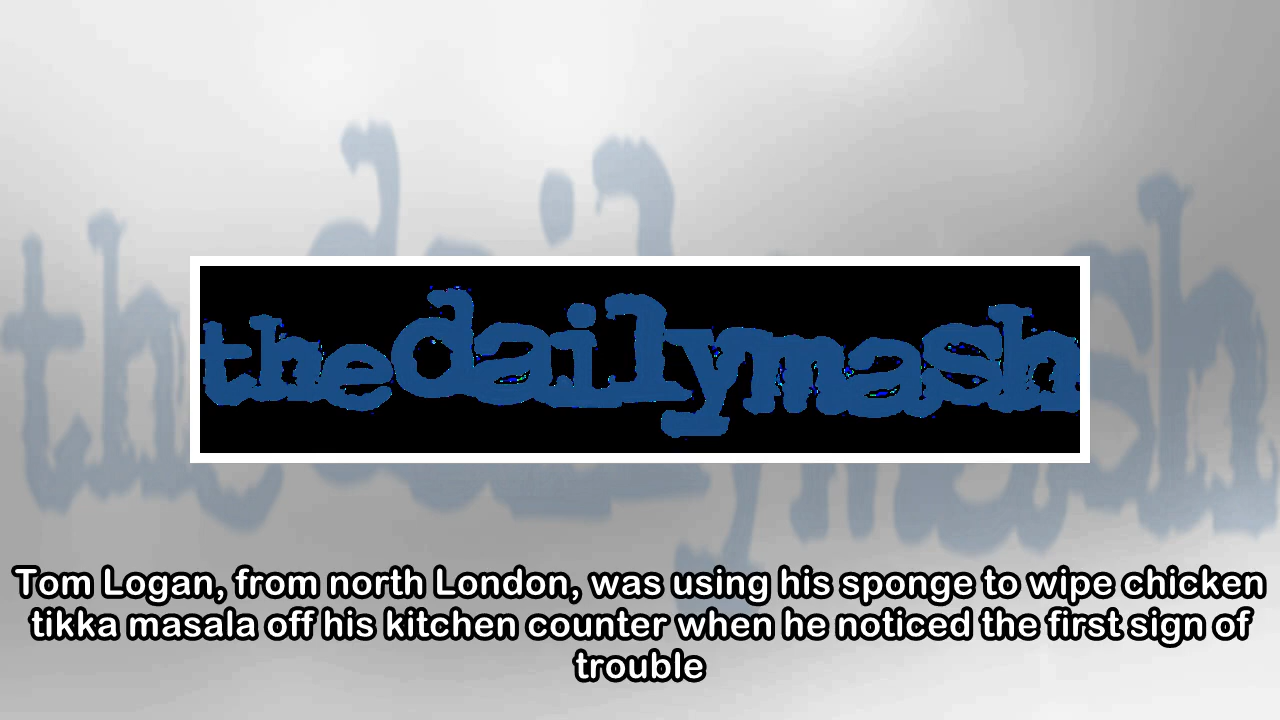 thedailymash
Tom Logan, from north London, was using his sponge to wipe chicken
tikka masala off his kitchen counter when he noticed the first sign of
trouble